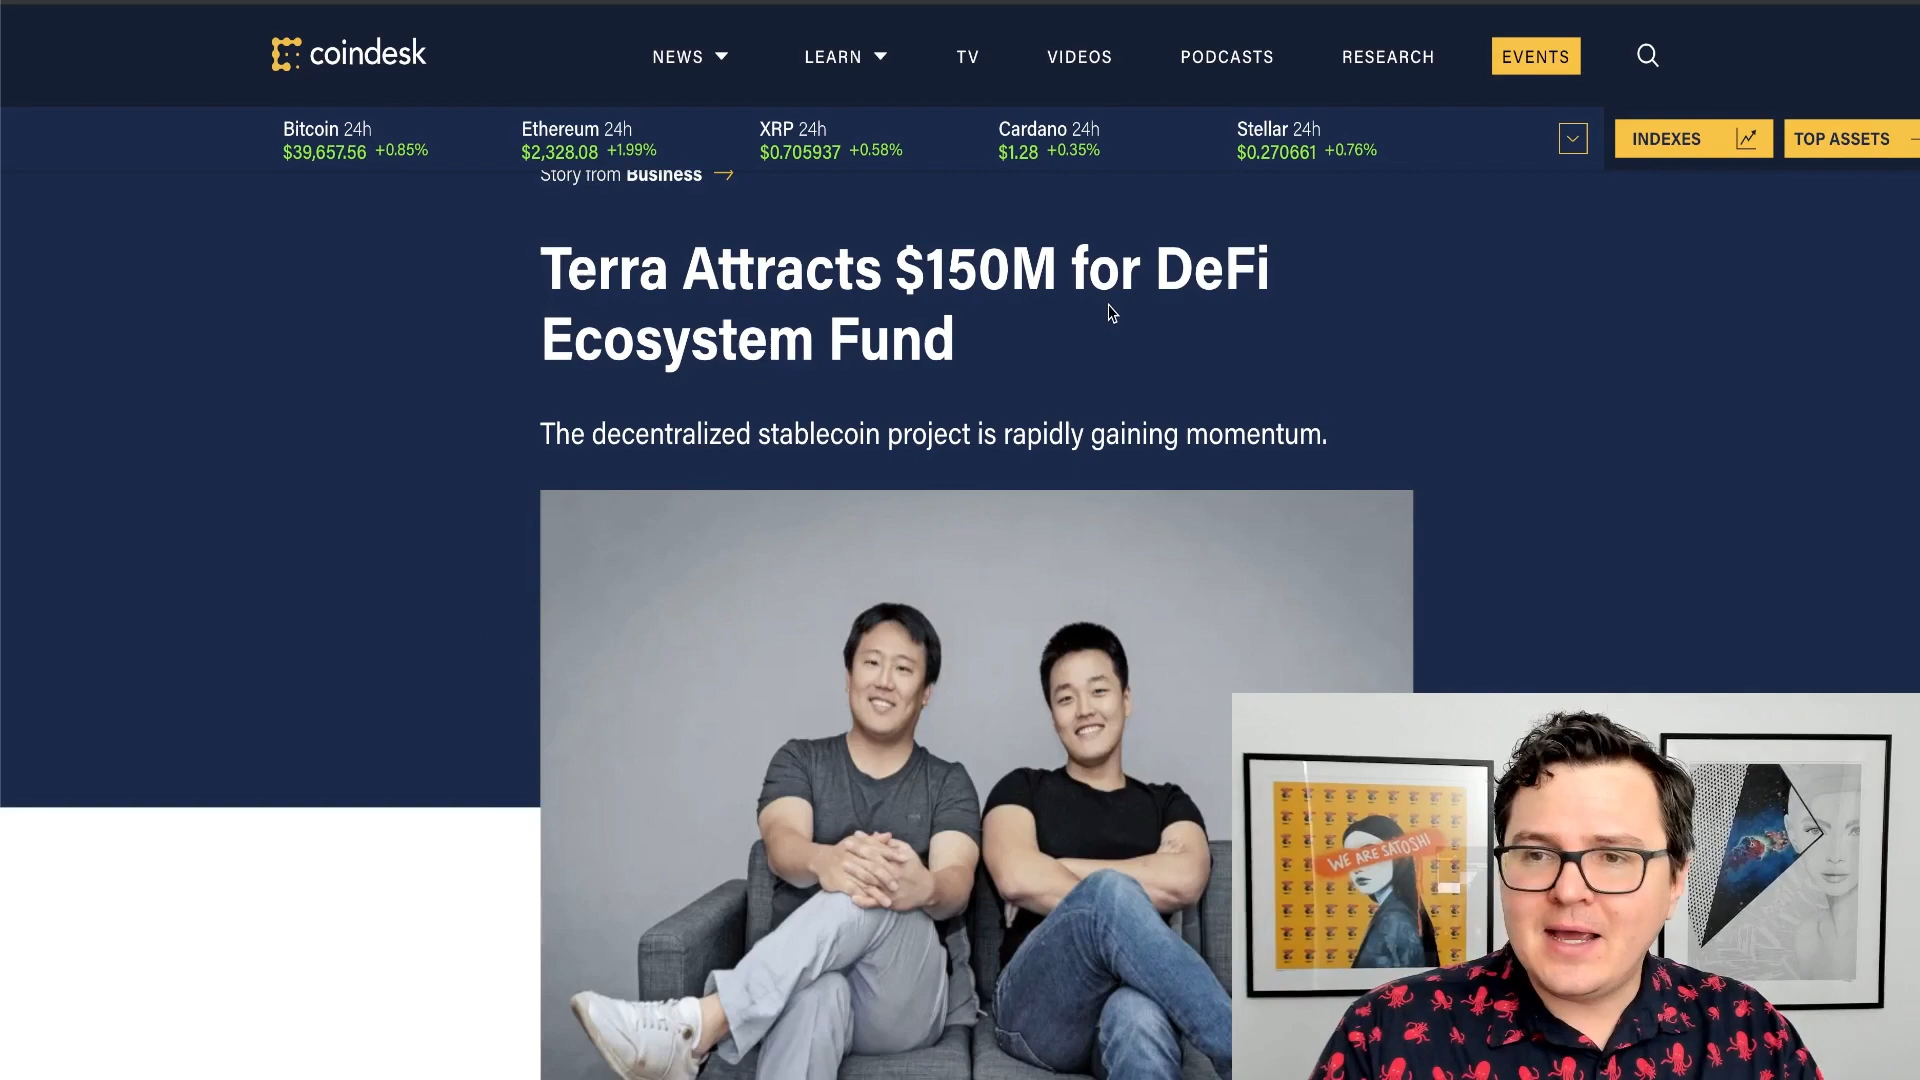 coindesk
NEWS
LEARN
TV
VIDEOS
PODCASTS
RESEARCH
EVENTS
Bitcoin 24h
$39,657.56 +0.85%
Ethereum 24h
$2,328.08 +1.99%
XRP 24h
$0.705937 +0.58%
Cardano 24h
$1.28 +0.35%
Stellar 24h
$0.270661 +0.76%
INDEXES
TOP ASSETS
Story from Business
Terra Attracts $150M for DeFi
Ecosystem Fund
The decentralized stablecoin project is rapidly gaining momentum.
WE ARE SATOSHI